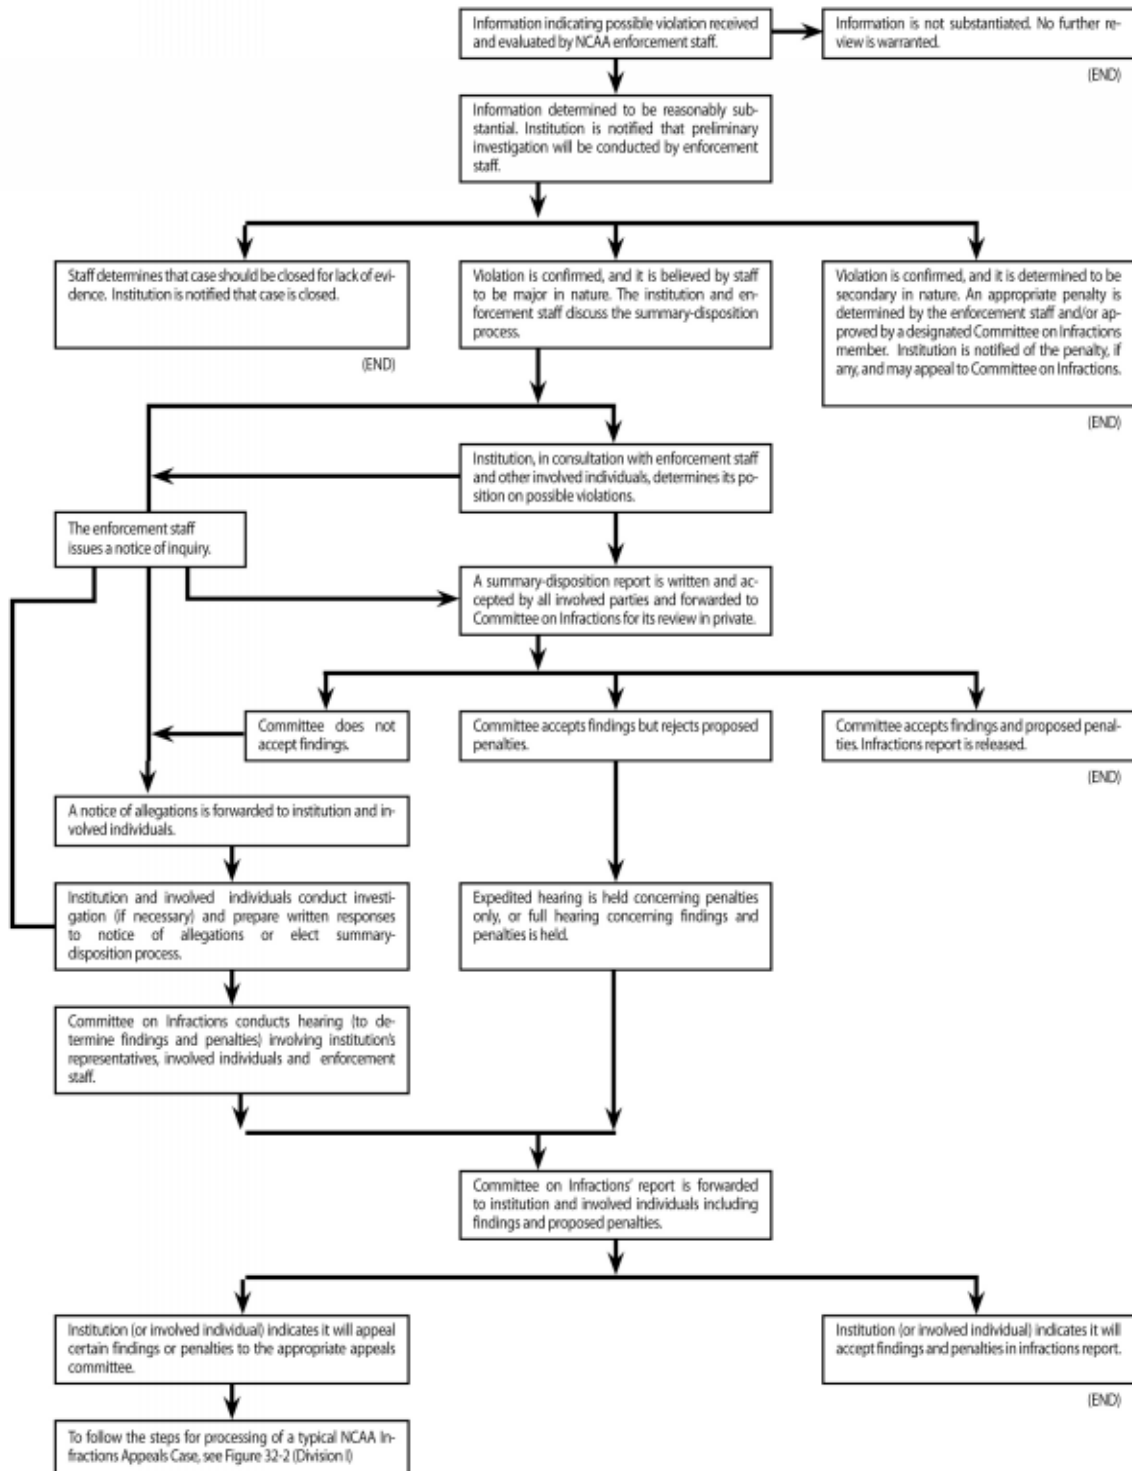 Information indicating possible violation received
and evaluated by NCAA enforcement staff.
Information is not substantiated. No further re-
view is warranted.
(END)
Information determined to be reasonably sub-
stantial. Institution is notified that preliminary
investigation will be conducted by enforcement
staff.
Staff determines that case should be closed for lack of evi-
dence. Institution is notified that case is closed.
(END)
Violation is confirmed, and it is believed by staff
to be major in nature. The institution and en-
forcement staff discuss the summary-disposition
process.
Violation is confirmed, and it is determined to be
secondary in nature. An appropriate penalty is
determined by the enforcement staff and/or ap-
proved by a designated Committee on Infractions
member. Institution is notified of the penalty, if
any, and may appeal to Committee on Infractions.
(END)
Institution, in consultation with enforcement staff
and other involved individuals, determines its po-
sition on possible violations.
The enforcement staff
issues a notice of inquiry.
A summary-disposition report is written and ac-
cepted by all involved parties and forwarded to
Committee on Infractions for its review in private.
Committee does not
accept findings.
Committee accepts findings but rejects proposed
penalties.
Committee accepts findings and proposed penal-
ties. Infractions report is released.
(END)
A notice of allegations is forwarded to institution and in-
volved individuals.
Institution and involved individuals conduct investi-
gation (if necessary) and prepare written responses
to notice of allegations or elect summary-
disposition process.
Expedited hearing is held concerning penalties
only, or full hearing concerning findings and
penalties is held.
Committee on Infractions conducts hearing (to de-
termine findings and penalties) involving institution's
representatives, involved individuals and enforcement
staff.
Committee on Infractions' report is forwarded
to institution and involved individuals including
findings and proposed penalties.
Institution (or involved individual) indicates it will appeal
certain findings or penalties to the appropriate appeals
committee.
Institution (or involved individual) indicates it will
accept findings and penalties in infractions report.
(END)
To follow the steps for processing of a typical NCAA In-
fractions Appeals Case, see Figure 32-2 (Division I)